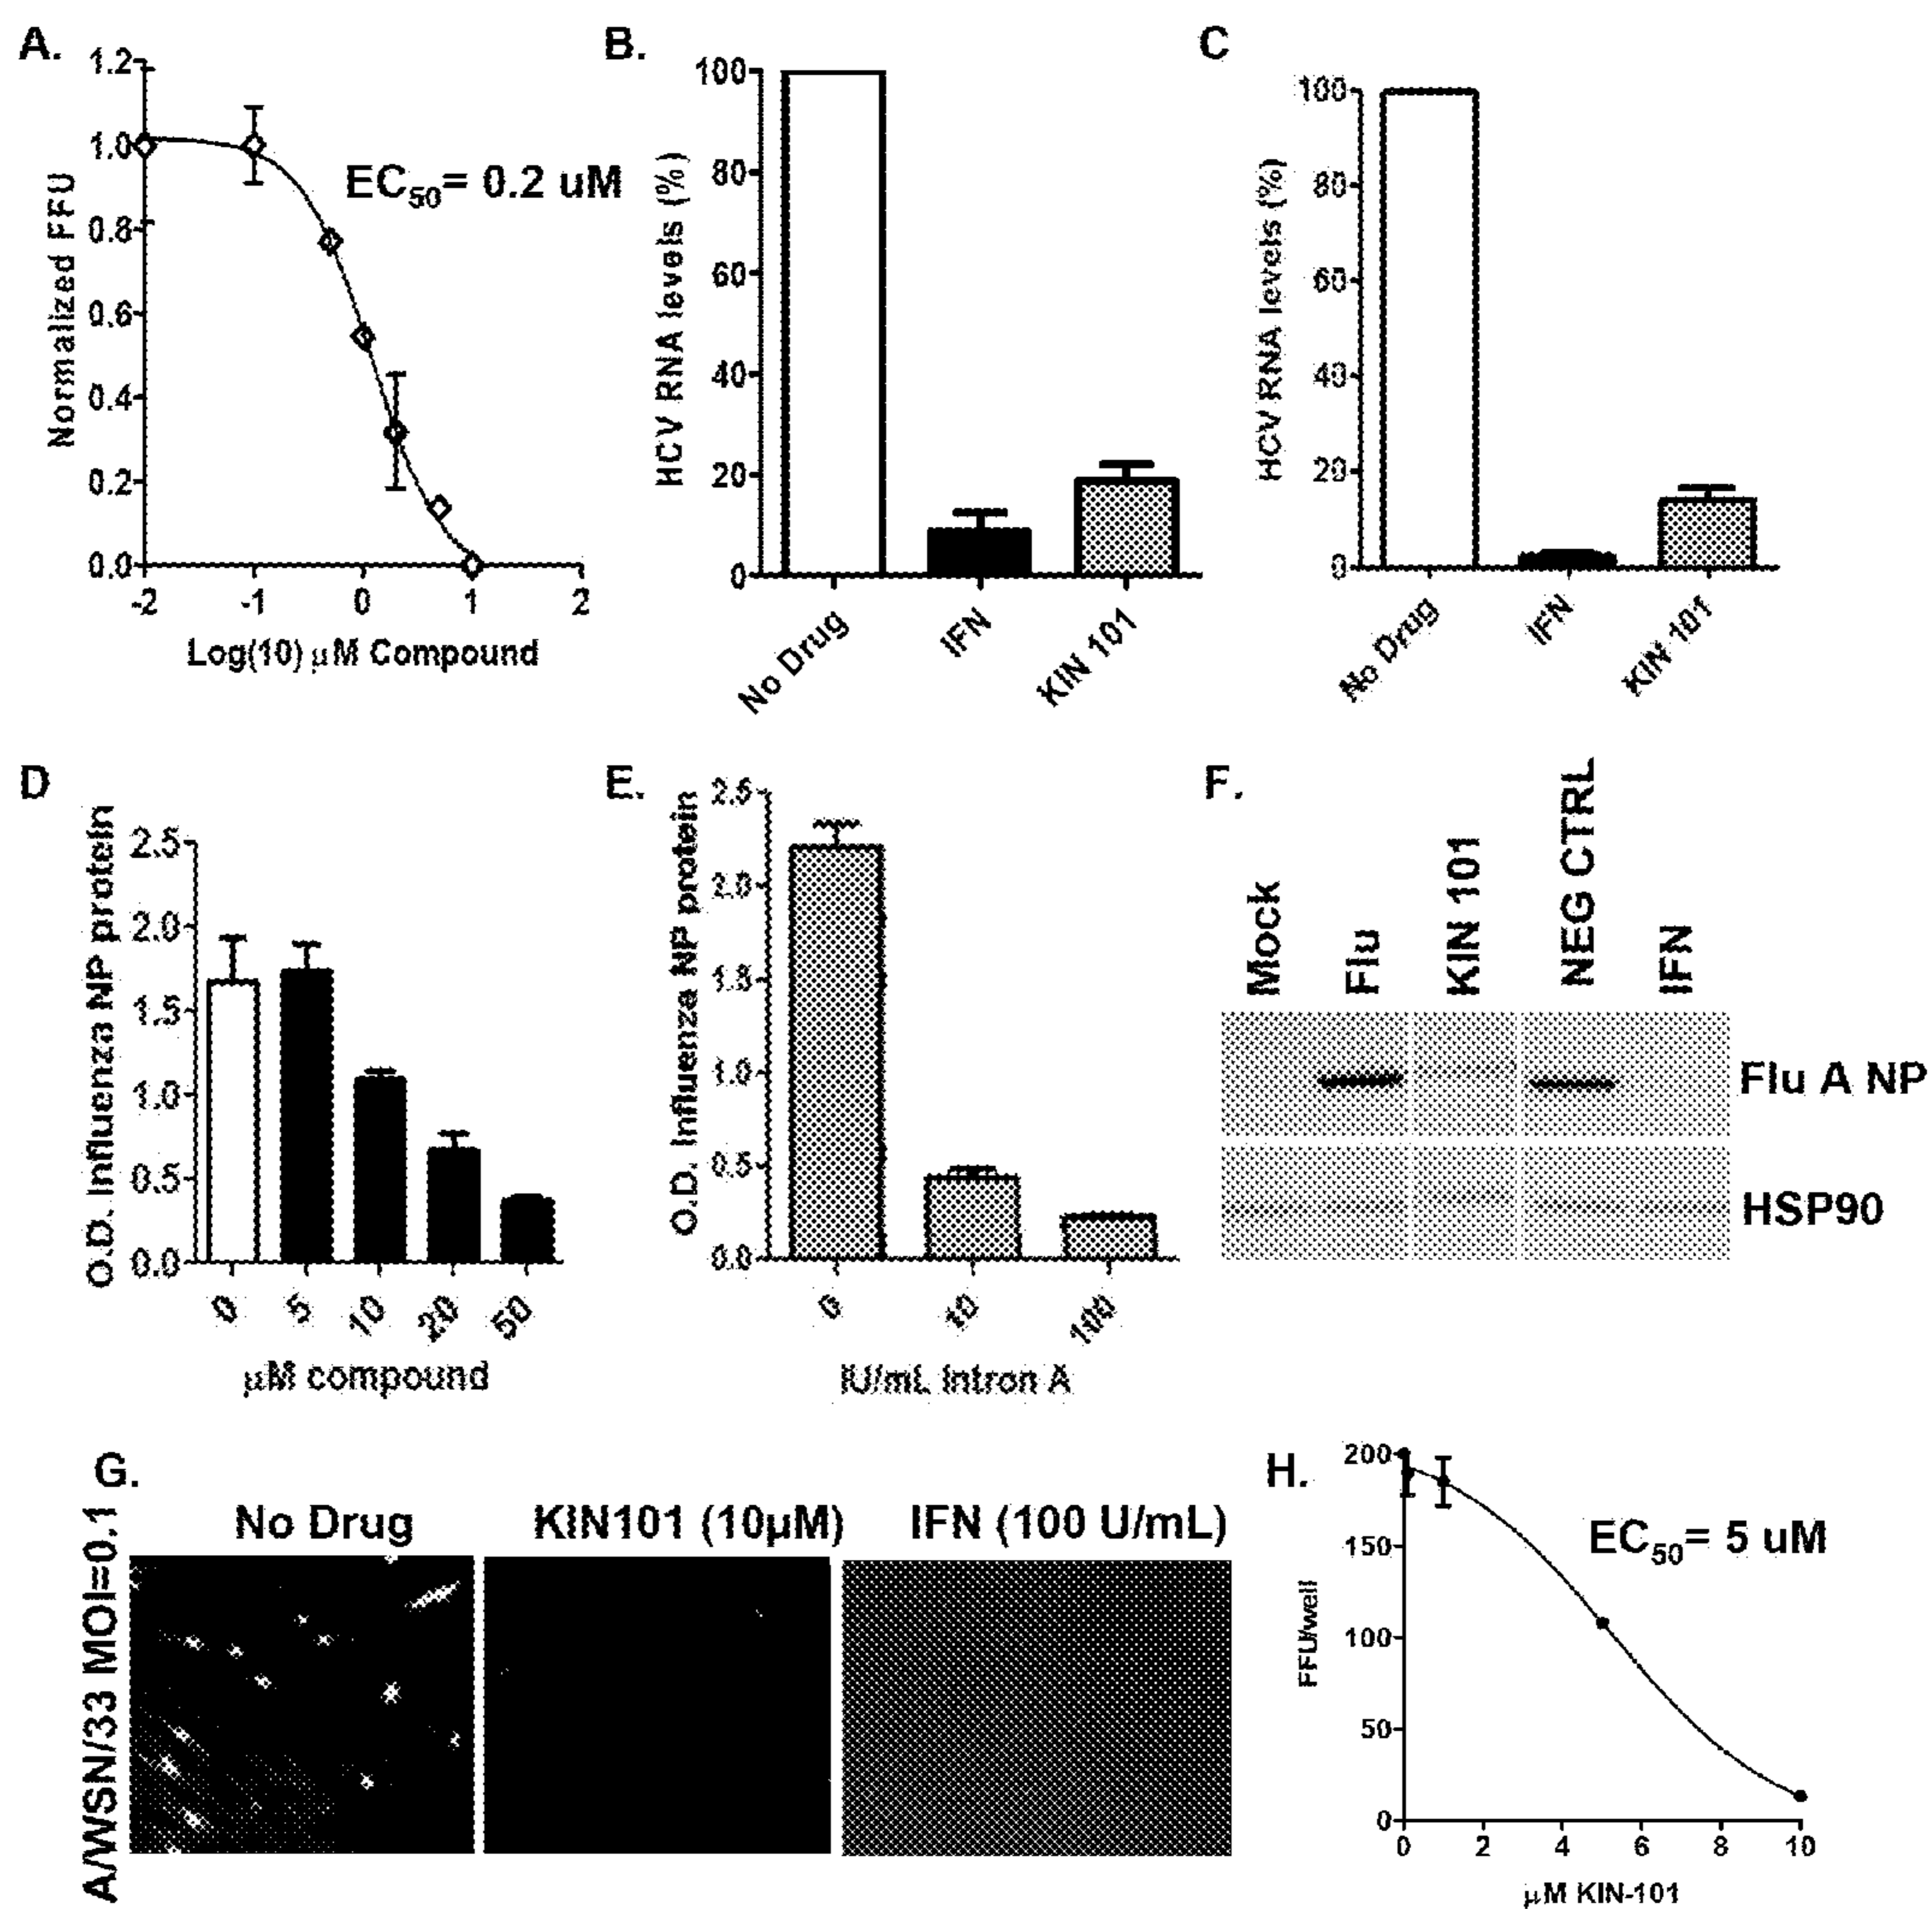 A.
1.2
1.0
0.8
0.6
0.4
0.2
0.0
Normalized FFU
EC50= 0.2 uM
-2 -1 0 1 2
Log(10) µM Compound
B.
100
80
60
40
20
0
HCV RNA levels (%)
No Drug
IFN
KIN 101
C
100
80
60
40
20
0
HCV RNA levels (%)
No Drug
IFN
KIN 101
D
2.5
2.0
1.5
1.0
0.5
0.0
O.D. Influenza NP protein
0 5 10 20 50
µM compound
E.
2.5
2.0
1.5
1.0
0.5
0.0
O.D. Influenza NP protein
0 10 100
IU/mL Intron A
F.
Mock
Flu
KIN 101
NEG CTRL
IFN
Flu A NP
HSP90
G.
A/WSN/33 MOI=0.1
No Drug
KIN101 (10µM)
IFN (100 U/mL)
H.
200
150
100
50
0
FFU/well
EC50= 5 uM
0 2 4 6 8 10
µM KIN-101